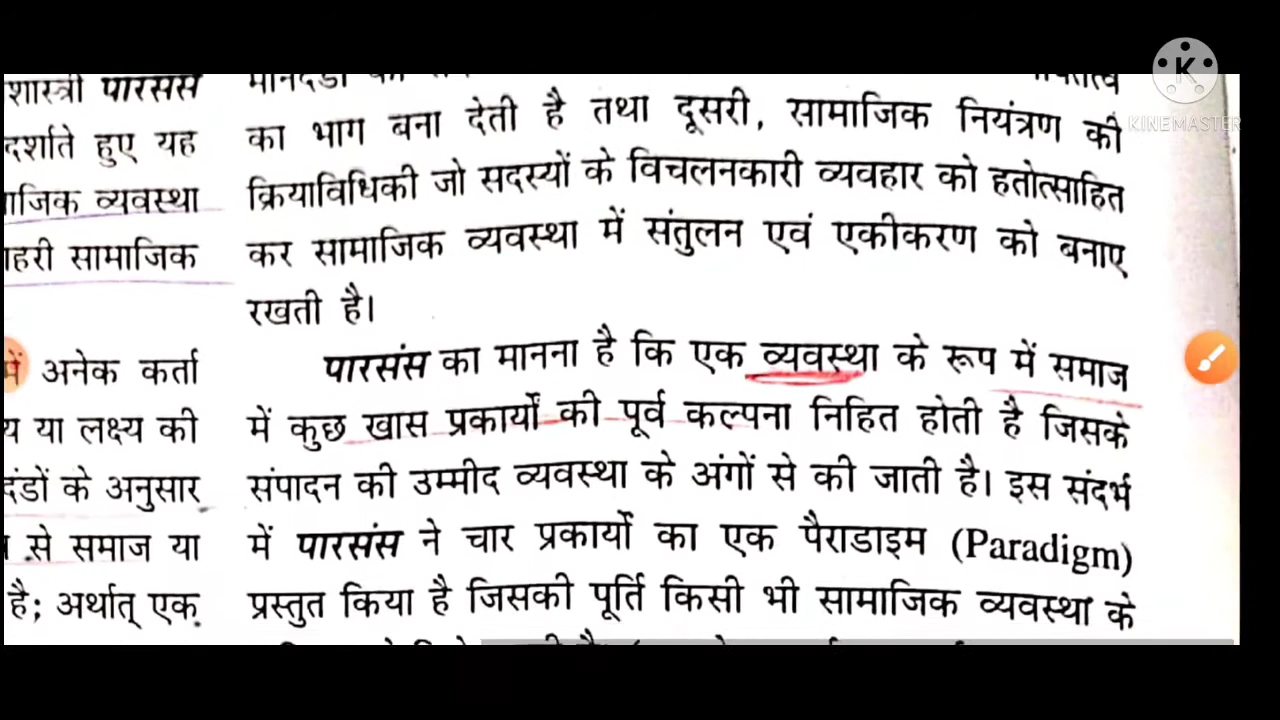 शास्त्री पारसंस
दर्शाते हुए यह
ाजिक व्यवस्था
हरी सामाजिक
में अनेक कर्ता
य या लक्ष्य की
दंडों के अनुसार
से समाज या
है; अर्थात् एक
का भाग बना देती है तथा दूसरी, सामाजिक नियंत्रण की
क्रियाविधिकी जो सदस्यों के विचलनकारी व्यवहार को हतोत्साहित
कर सामाजिक व्यवस्था में संतुलन एवं एकीकरण को बनाए
रखती है।
पारसंस का मानना है कि एक व्यवस्था के रूप में समाज
में कुछ खास प्रकार्यों की पूर्व कल्पना निहित होती है जिसके
संपादन की उम्मीद व्यवस्था के अंगों से की जाती है। इस संदर्भ
में पारसंस ने चार प्रकार्यों का एक पैराडाइम (Paradigm)
प्रस्तुत किया है जिसकी पूर्ति किसी भी सामाजिक व्यवस्था के
K
KINEMASTER